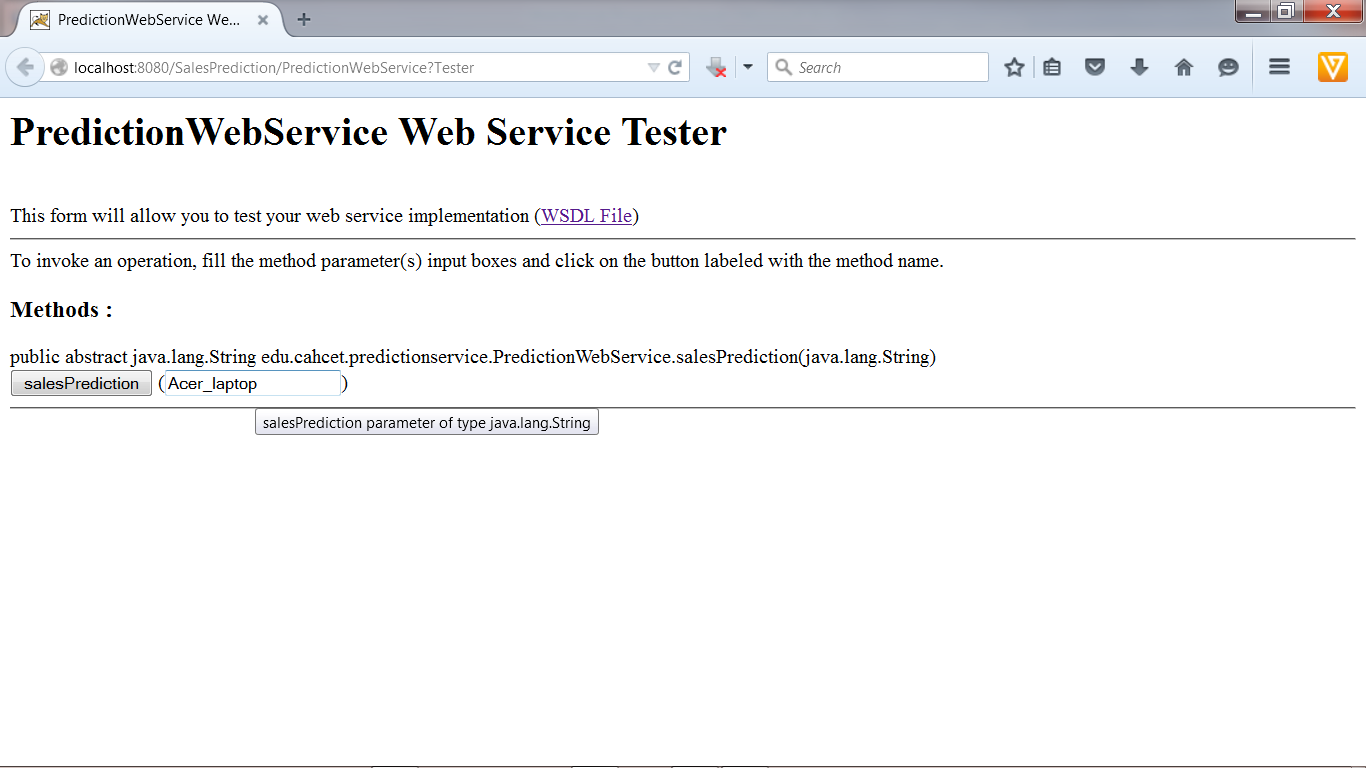 PredictionWebService We...
localhost:8080/SalesPrediction/PredictionWebService?Tester
Search
PredictionWebService Web Service Tester
This form will allow you to test your web service implementation (WSDL File)
To invoke an operation, fill the method parameter(s) input boxes and click on the button labeled with the method name.
Methods :
public abstract java.lang.String edu.cahcet.predictionservice.PredictionWebService.salesPrediction(java.lang.String)
salesPrediction (Acer_laptop)
salesPrediction parameter of type java.lang.String